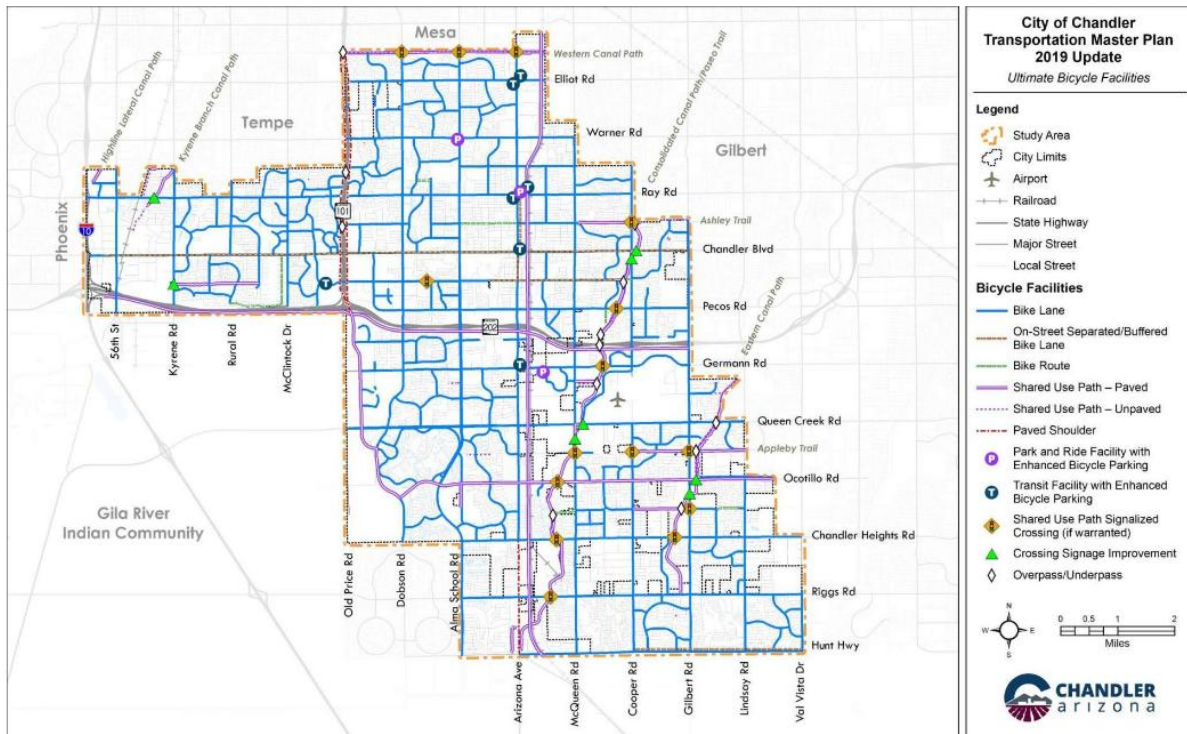 Mesa
Western Canal Path
Elliot Rd
Highline Lateral Canal Path
Kyrene Branch Canal Path
Tempe
Warner Rd
Consolidated Canal Path/Paseo Trail
Gilbert
Ray Rd
Phoenix
10
101
Ashley Trail
Chandler Blvd
Pecos Rd
Eastern Canal Path
202
56th St
Kyrene Rd
Rural Rd
McClintock Dr
Germann Rd
Queen Creek Rd
Appleby Trail
Ocotillo Rd
Gila River
Indian Community
Chandler Heights Rd
Old Price Rd
Dobson Rd
Alma School Rd
Riggs Rd
Hunt Hwy
Arizona Ave
McQueen Rd
Cooper Rd
Gilbert Rd
Lindsay Rd
Val Vista Dr
City of Chandler
Transportation Master Plan
2019 Update
Ultimate Bicycle Facilities
Legend
Study Area
City Limits
Airport
Railroad
State Highway
Major Street
Local Street
Bicycle Facilities
Bike Lane
On-Street Separated/Buffered
Bike Lane
Bike Route
Shared Use Path – Paved
Shared Use Path – Unpaved
Paved Shoulder
P Park and Ride Facility with
Enhanced Bicycle Parking
T Transit Facility with Enhanced
Bicycle Parking
Shared Use Path Signalized
Crossing (if warranted)
Crossing Signage Improvement
Overpass/Underpass
N
W E
S
0 0.5 1 2
Miles
CHANDLER
arizona